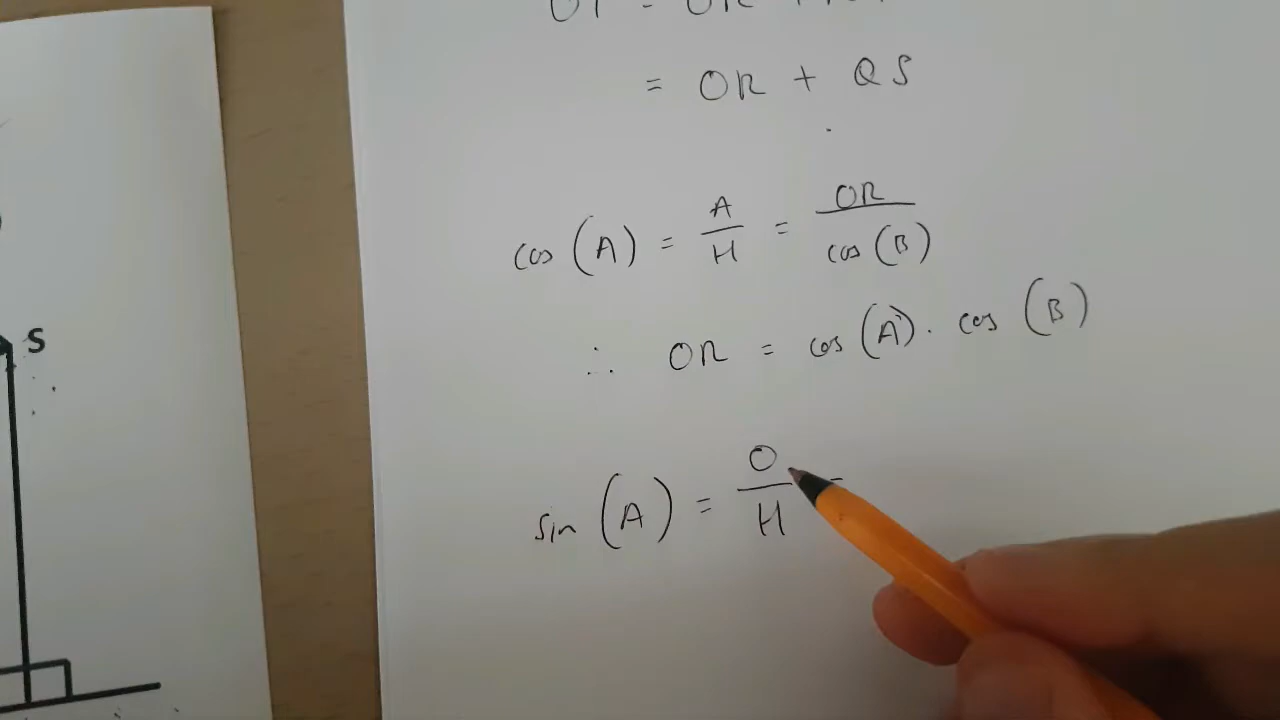 = OR + QS
cos (A) = A/H = OR/cos (B)
∴ OR = cos (A) . cos (B)
S
sin (A) = O/H =